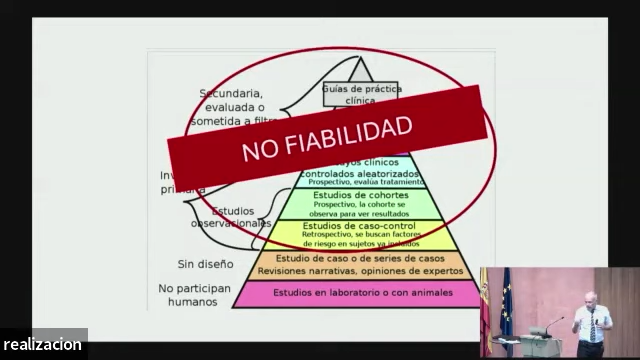 Guías de práctica
clínica
Secundaria,
evaluada o
sometida a
NO FIABILIDAD
clínicos
controlados aleatorizados
Prospectivo, evalúa tratamiento
Estudios de cohortes
Prospectivo, la cohorte se
observa para ver resultados
Estudios
observacionales
Estudios de caso-control
Retrospectivo, se buscan factores
de riesgo en sujetos ya incluidos
Sin diseño
Estudio de caso o de series de casos
Revisiones narrativas, opiniones de expertos
No participan
humanos
Estudios en laboratorio o con animales
realizacion